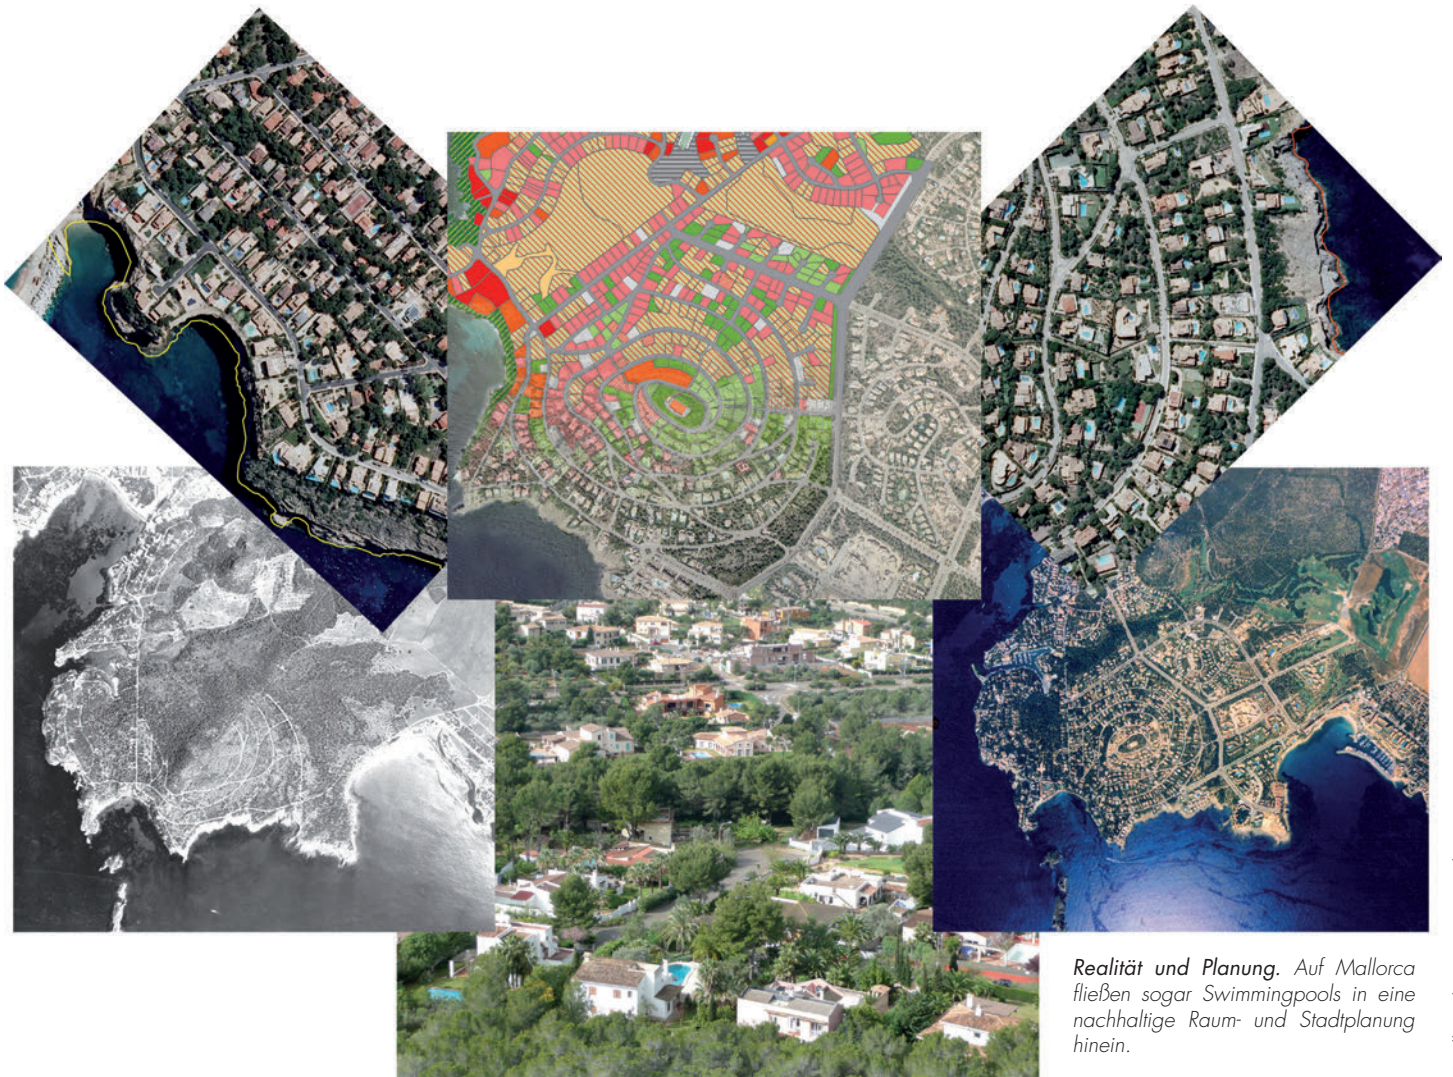 Realität und Planung. Auf Mallorca
fließen sogar Swimmingpools in eine
nachhaltige Raum- und Stadtplanung
hinein.